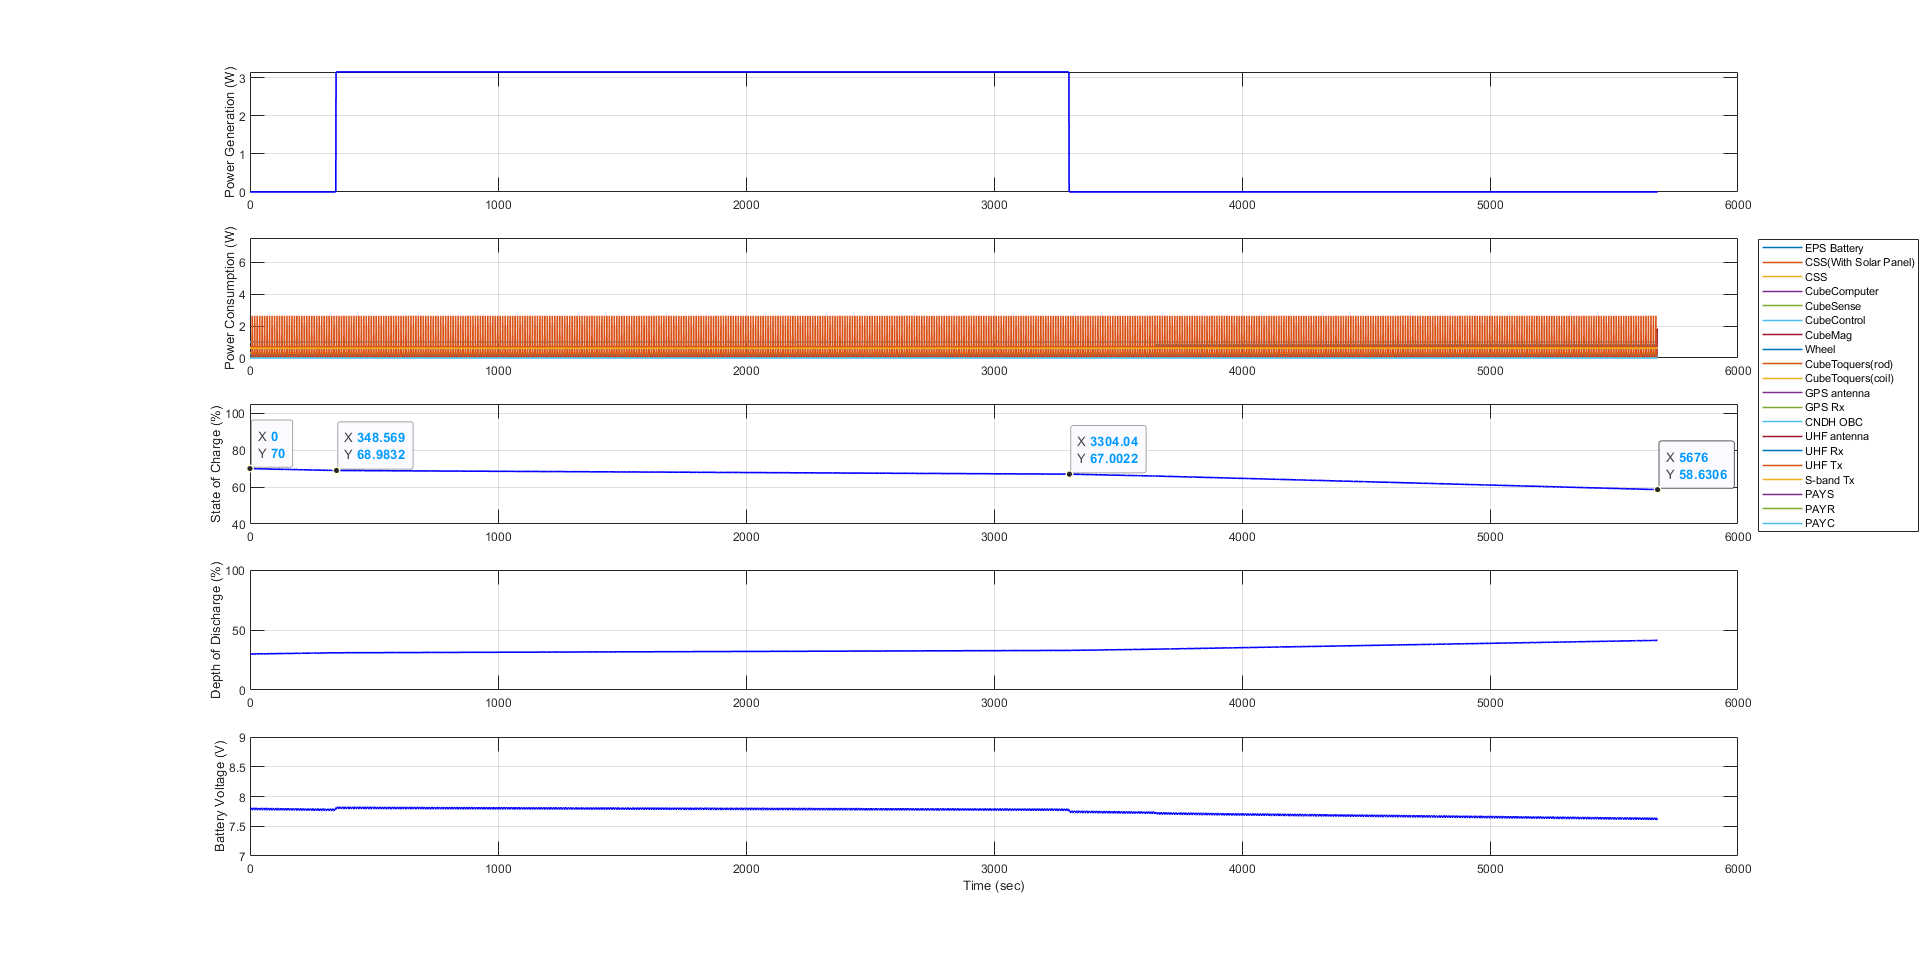 Power Generation (W)
3
2
1
0
0 1000 2000 3000 4000 5000 6000
Power Consumption (W)
6
4
2
0
0 1000 2000 3000 4000 5000 6000
EPS Battery
CSS(With Solar Panel)
CSS
CubeComputer
CubeSense
CubeControl
CubeMag
Wheel
CubeToquers(rod)
CubeToquers(coil)
GPS antenna
GPS Rx
CNDH OBC
UHF antenna
UHF Rx
UHF Tx
S-band Tx
PAYS
PAYR
PAYC
State of Charge (%)
100
80
60
40
X 0
Y 70
X 348.569
Y 68.9832
X 3304.04
Y 67.0022
X 5676
Y 58.6306
0 1000 2000 3000 4000 5000 6000
Depth of Discharge (%)
100
50
0
0 1000 2000 3000 4000 5000 6000
Battery Voltage (V)
9
8.5
8
7.5
7
0 1000 2000 3000 4000 5000 6000
Time (sec)